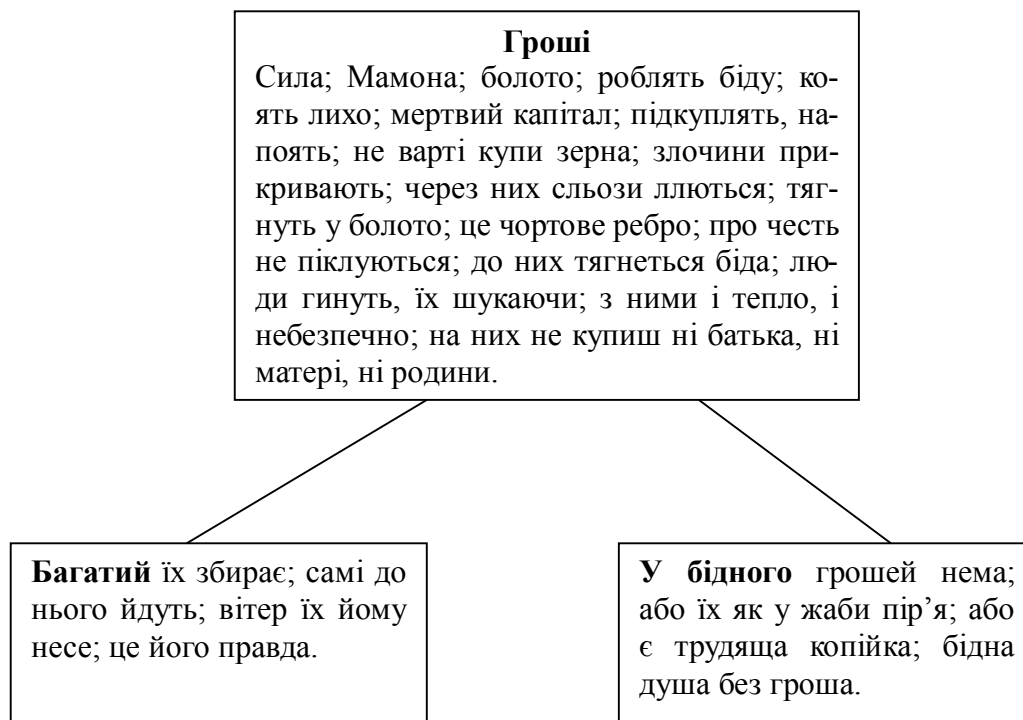 Гроші
Сила; Мамона; болото; роблять біду; ко-
ять лихо; мертвий капітал; підкуплять, на-
поять; не варті купи зерна; злочини при-
кривають; через них сльози ллються; тяг-
нуть у болото; це чортове ребро; про честь
не піклуються; до них тягнеться біда; лю-
ди гинуть, їх шукаючи; з ними і тепло, і
небезпечно; на них не купиш ні батька, ні
матері, ні родини.
Багатий їх збирає; самі до
нього йдуть; вітер їх йому
несе; це його правда.
У бідного грошей нема;
або їх як у жаби пір’я; або
є трудяща копійка; бідна
душа без гроша.